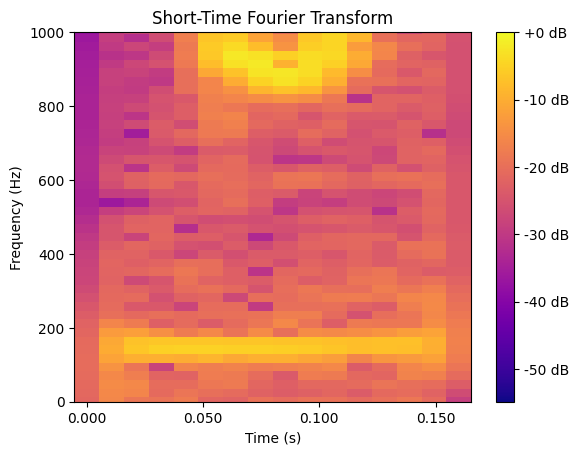 Short-Time Fourier Transform
1000
800
600
400
200
0
Frequency (Hz)
0.000
0.050
0.100
0.150
Time (s)
+0 dB
-10 dB
-20 dB
-30 dB
-40 dB
-50 dB